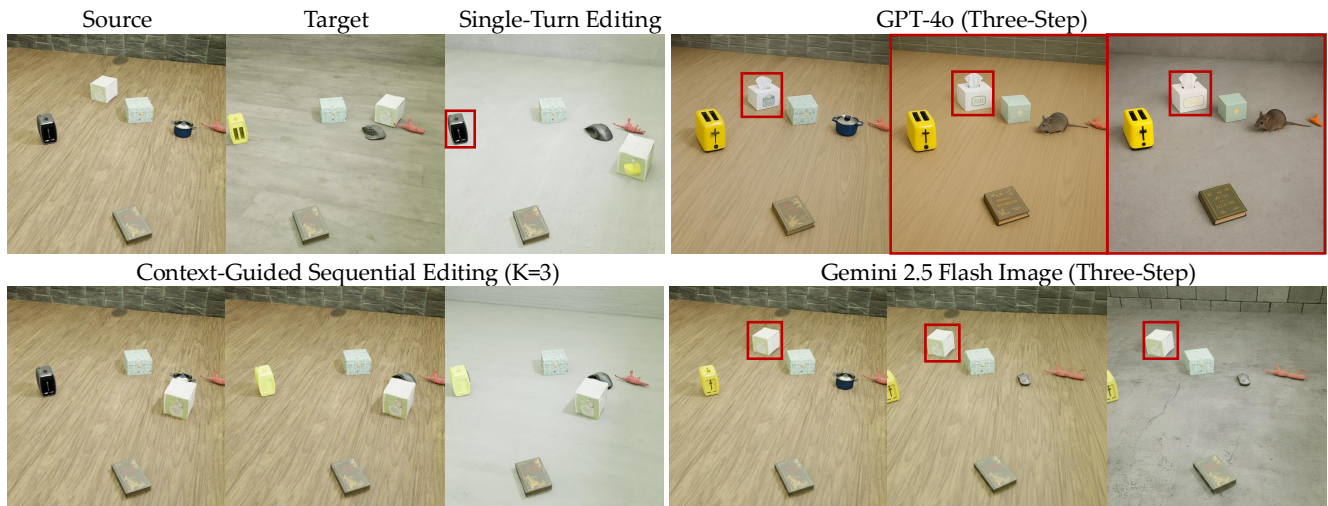 Source
Target
Single-Turn Editing
GPT-4o (Three-Step)
Context-Guided Sequential Editing (K=3)
Gemini 2.5 Flash Image (Three-Step)